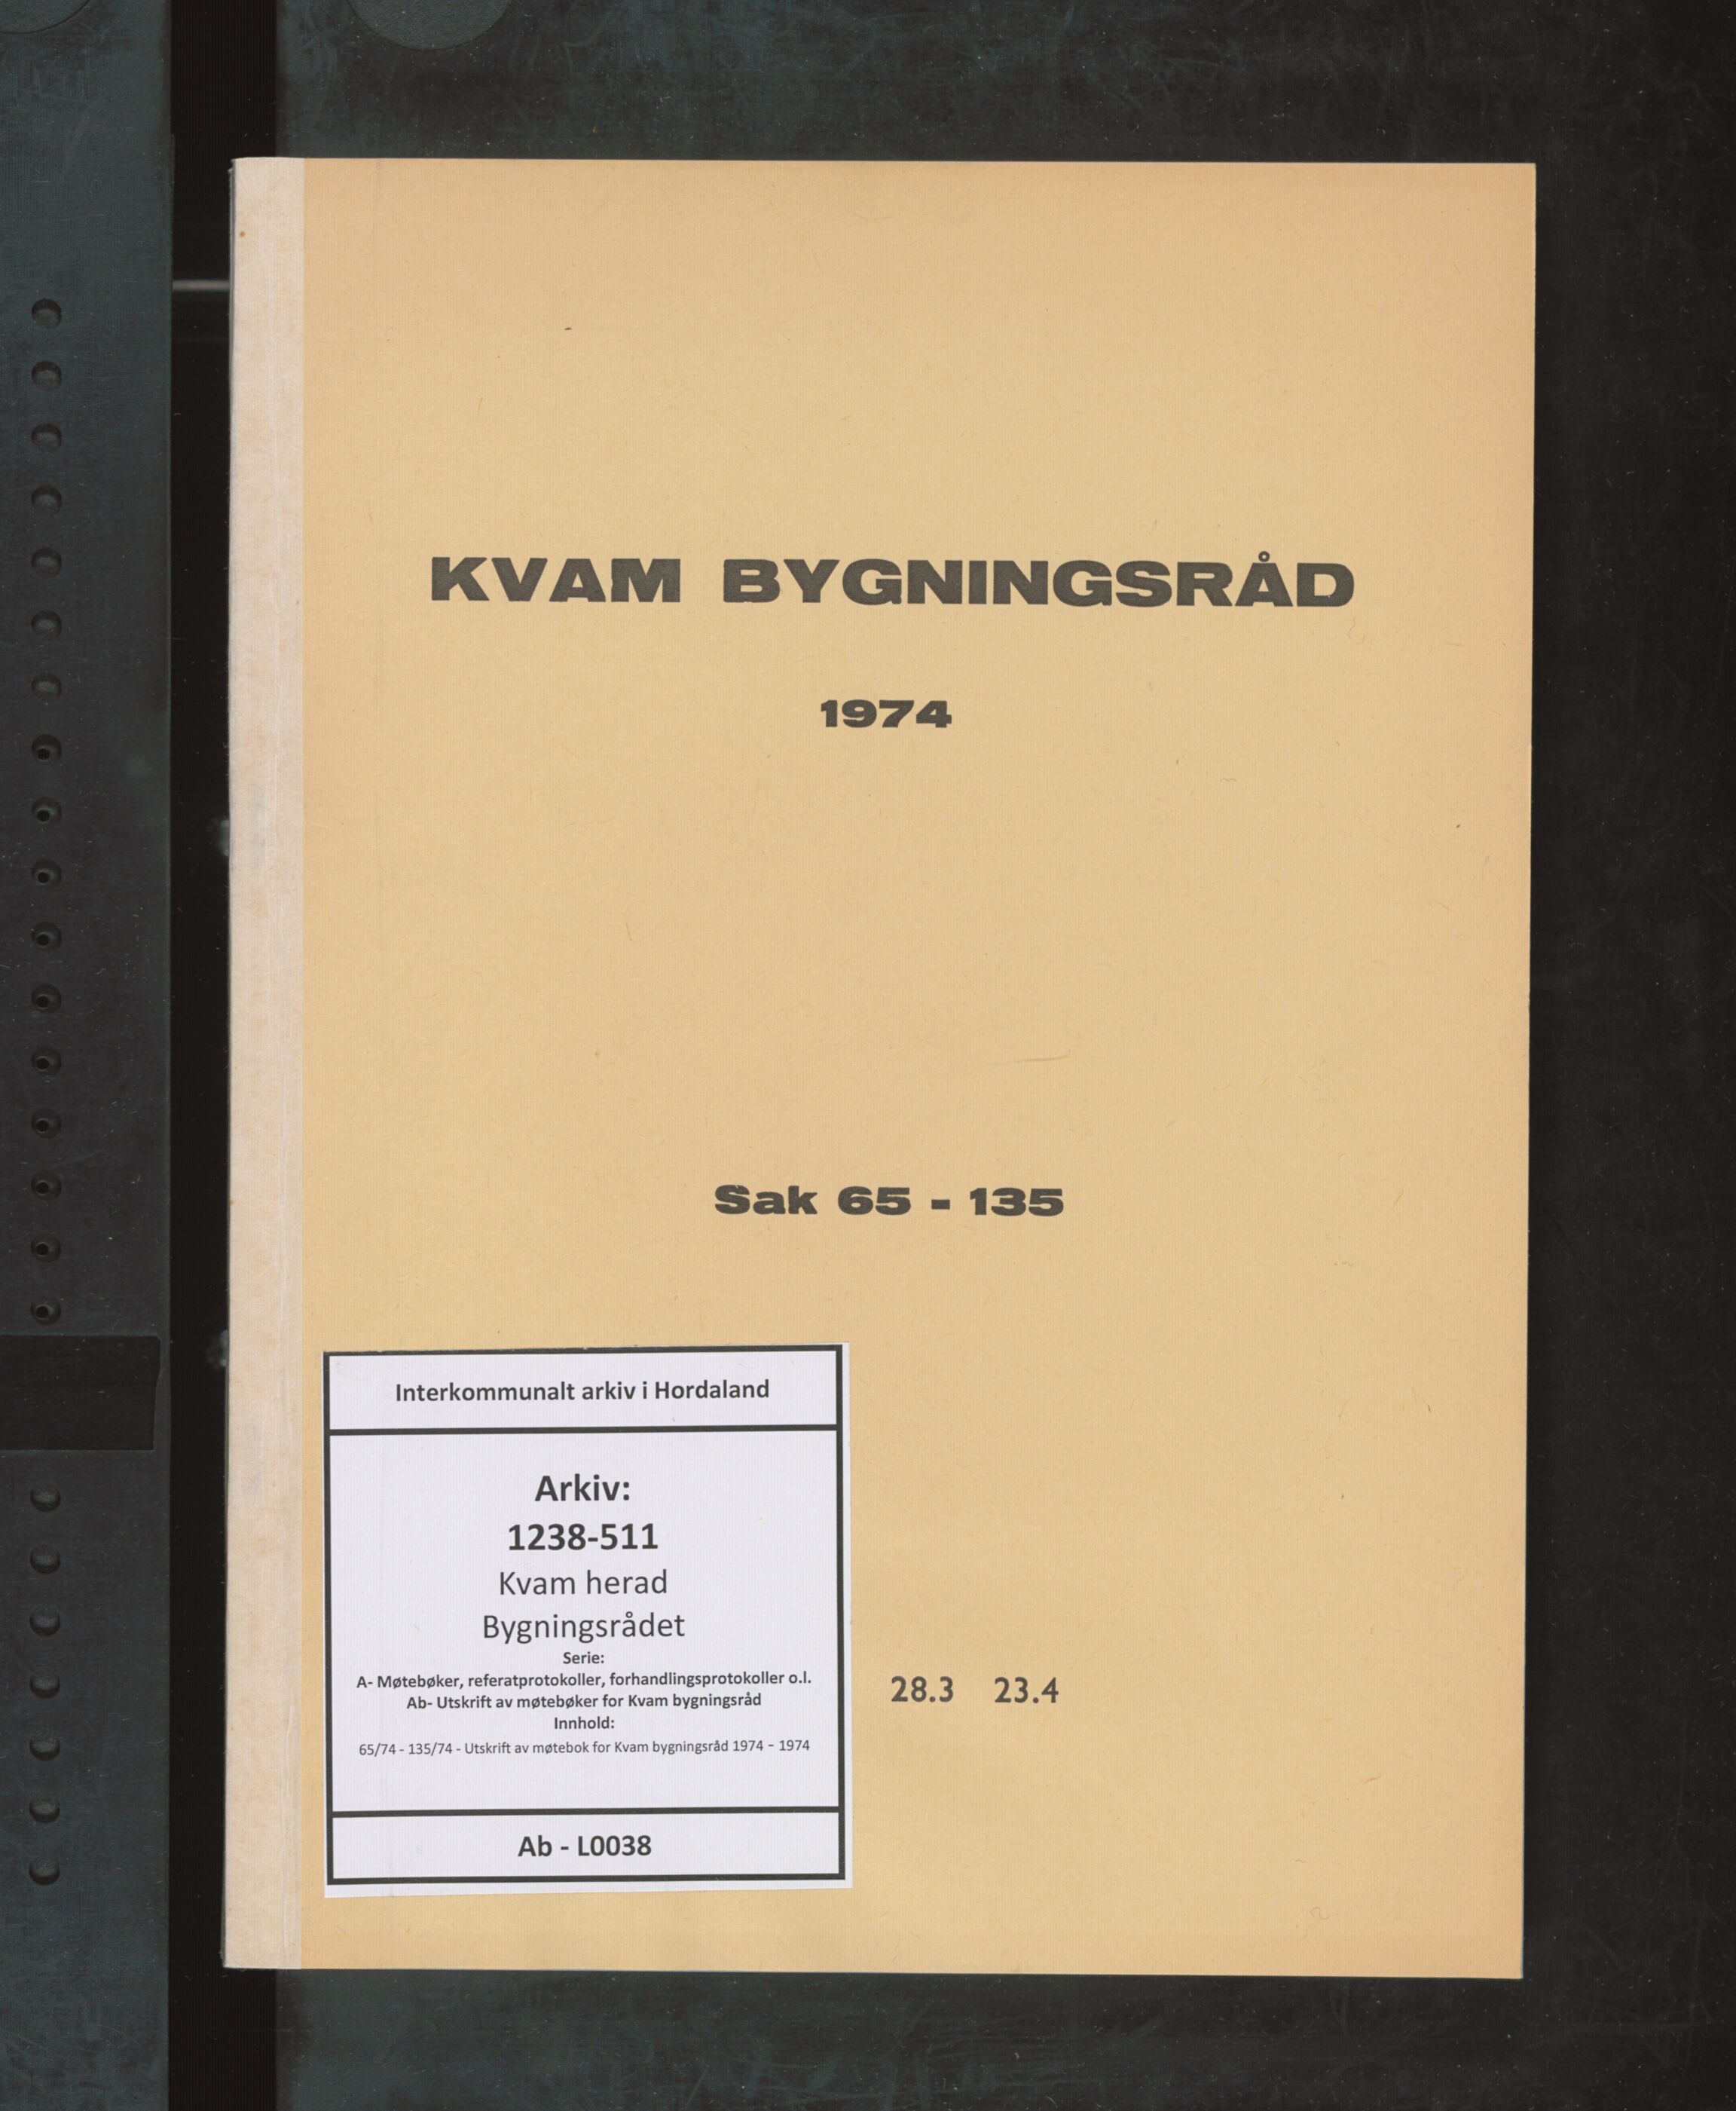 KVAM BYGNINGSRÅD
1974
Sak 65 - 135
Interkommunalt arkiv i Hordaland
Arkiv:
1238-511
Kvam herad
Bygningsrådet
Serie:
A- Møtebøker, referatprotokoller, forhandlingsprotokoller o.l.
Ab- Utskrift av møtebøker for Kvam bygningsråd
Innhold:
65/74 - 135/74 - Utskrift av møtebok for Kvam bygningsråd 1974 - 1974
Ab - L0038
28.3 23.4